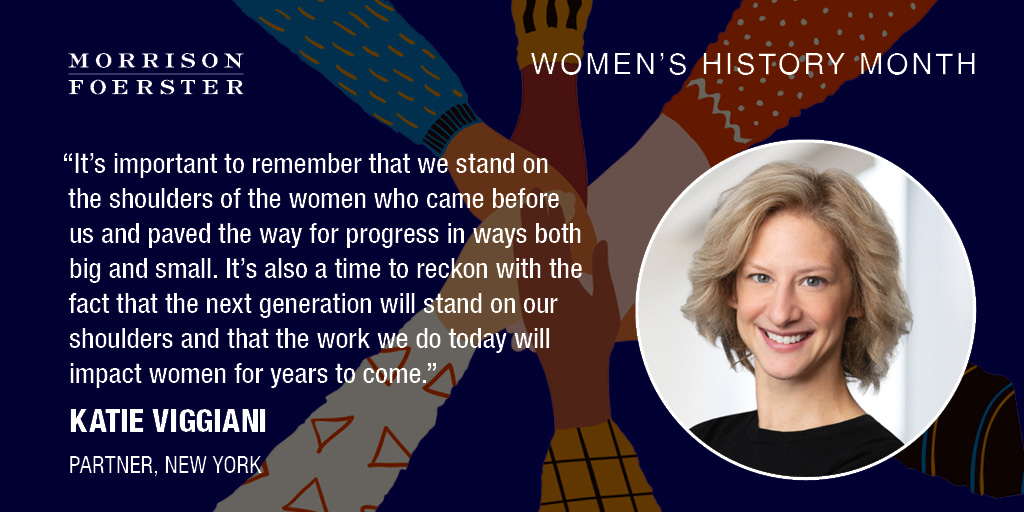 MORRISON
FOERSTER
WOMEN'S HISTORY MONTH
“It's important to remember that we stand on
the shoulders of the women who came before
us and paved the way for progress in ways both
big and small. It's also a time to reckon with the
fact that the next generation will stand on our
shoulders and that the work we do today will
impact women for years to come.”
KATIE VIGGIANI
PARTNER, NEW YORK